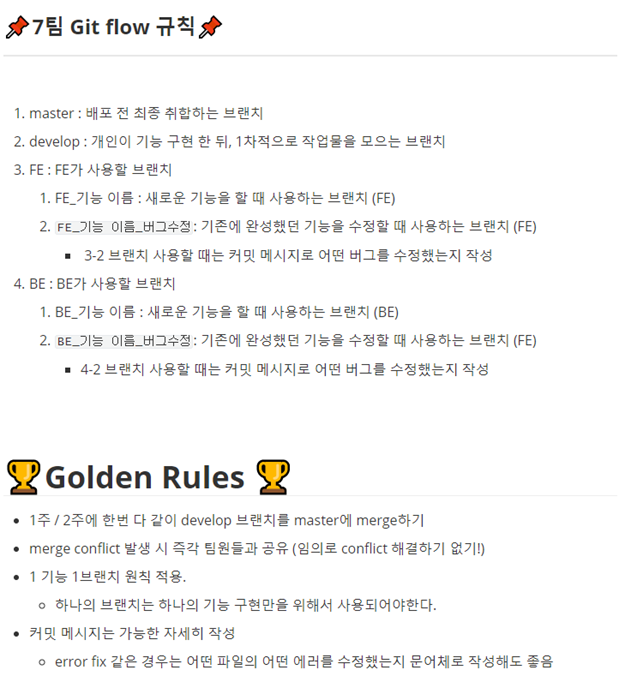 📌7팀 Git flow 규칙📌
1. master : 배포 전 최종 취합하는 브랜치
2. develop : 개인이 기능 구현 한 뒤, 1차적으로 작업물을 모으는 브랜치
3. FE : FE가 사용할 브랜치
1. FE_기능 이름 : 새로운 기능을 할 때 사용하는 브랜치 (FE)
2. FE_기능 이름_버그수정: 기존에 완성했던 기능을 수정할 때 사용하는 브랜치 (FE)
▪ 3-2 브랜치 사용할 때는 커밋 메시지로 어떤 버그를 수정했는지 작성
4. BE : BE가 사용할 브랜치
1. BE_기능 이름 : 새로운 기능을 할 때 사용하는 브랜치 (BE)
2. BE_기능 이름_버그수정: 기존에 완성했던 기능을 수정할 때 사용하는 브랜치 (FE)
▪ 4-2 브랜치 사용할 때는 커밋 메시지로 어떤 버그를 수정했는지 작성
🏆Golden Rules 🏆
• 1주 / 2주에 한번 다 같이 develop 브랜치를 master에 merge하기
• merge conflict 발생 시 즉각 팀원들과 공유 (임의로 conflict 해결하기 없기!)
• 1 기능 1브랜치 원칙 적용.
◦ 하나의 브랜치는 하나의 기능 구현만을 위해서 사용되어야한다.
• 커밋 메시지는 가능한 자세히 작성
◦ error fix 같은 경우는 어떤 파일의 어떤 에러를 수정했는지 문어체로 작성해도 좋음